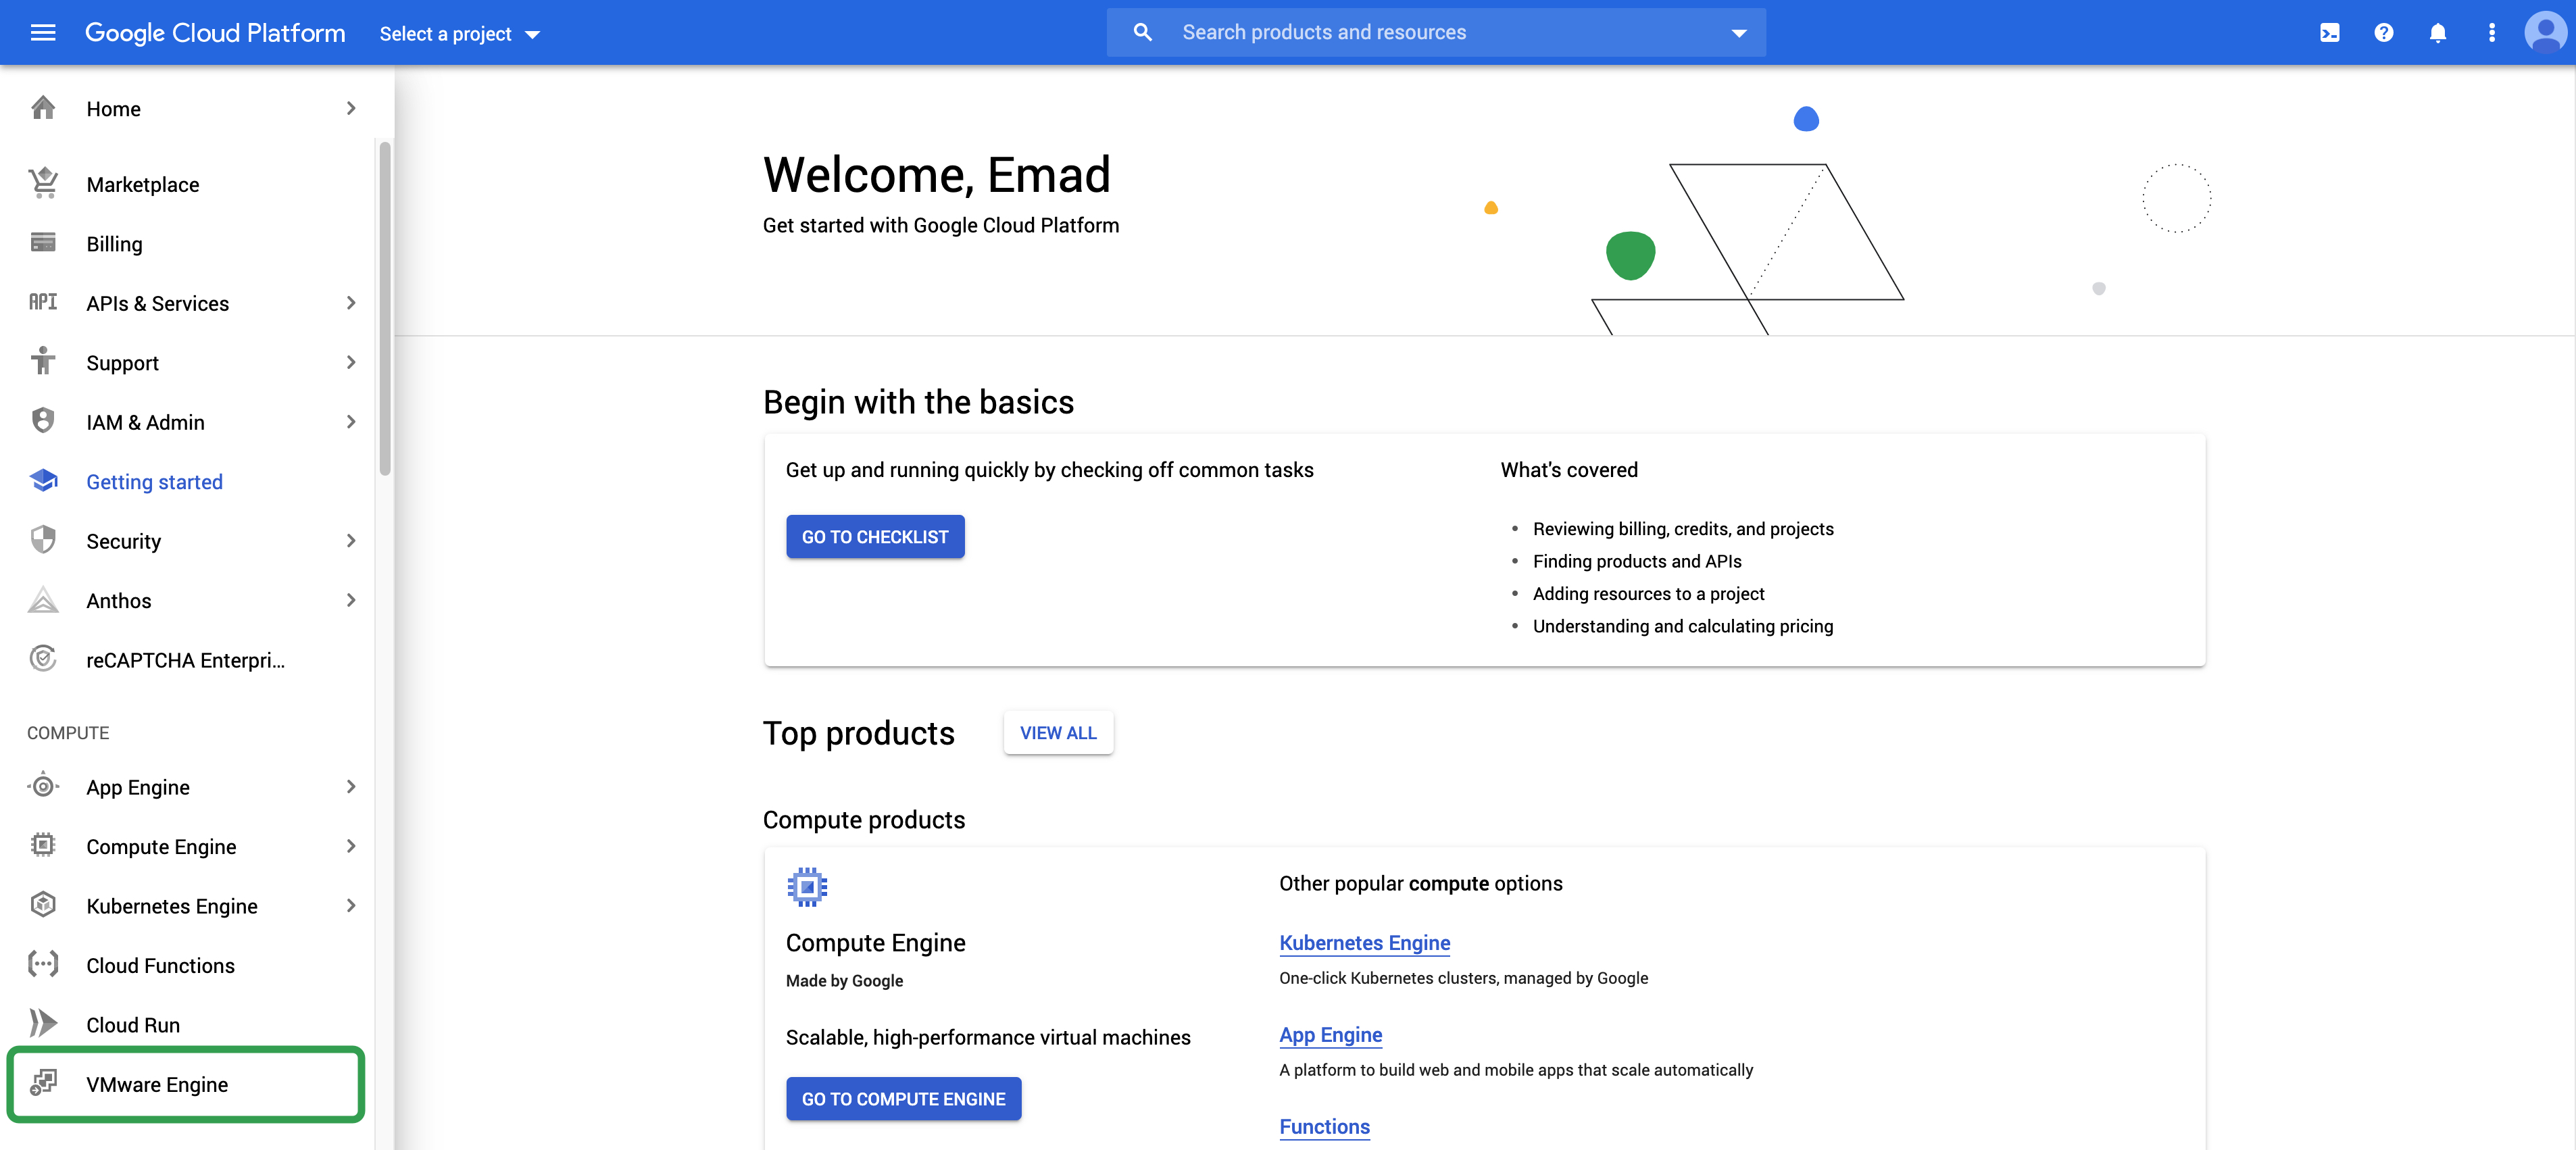 Google Cloud Platform
Select a project
Search products and resources
Home
Marketplace
Billing
API
APIs & Services
Support
IAM & Admin
Getting started
Security
Anthos
reCAPTCHA Enterpri...
COMPUTE
App Engine
Compute Engine
Kubernetes Engine
Cloud Functions
Cloud Run
VMware Engine
Welcome, Emad
Get started with Google Cloud Platform
Begin with the basics
Get up and running quickly by checking off common tasks
GO TO CHECKLIST
What's covered
• Reviewing billing, credits, and projects
• Finding products and APIs
• Adding resources to a project
• Understanding and calculating pricing
Top products
VIEW ALL
Compute products
Compute Engine
Made by Google
Scalable, high-performance virtual machines
GO TO COMPUTE ENGINE
Other popular compute options
Kubernetes Engine
One-click Kubernetes clusters, managed by Google
App Engine
A platform to build web and mobile apps that scale automatically
Functions